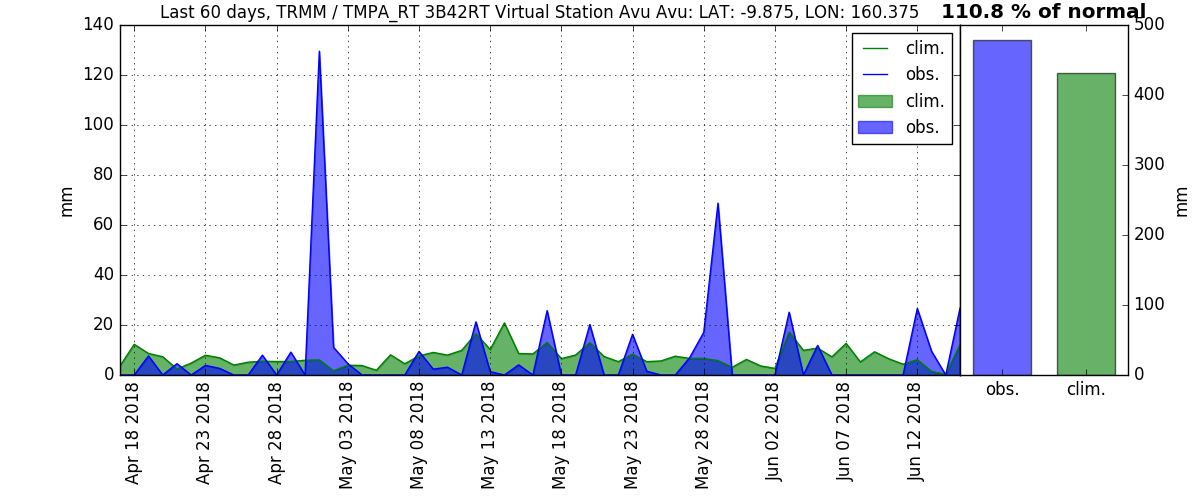 Last 60 days, TRMM / TMPA_RT 3B42RT Virtual Station Avu Avu: LAT: -9.875, LON: 160.375
110.8 % of normal
140
120
100
80
60
40
20
0
mm
clim.
obs.
clim.
obs.
500
400
300
200
100
0
mm
Apr 18 2018
Apr 23 2018
Apr 28 2018
May 03 2018
May 08 2018
May 13 2018
May 18 2018
May 23 2018
May 28 2018
Jun 02 2018
Jun 07 2018
Jun 12 2018
obs.
clim.